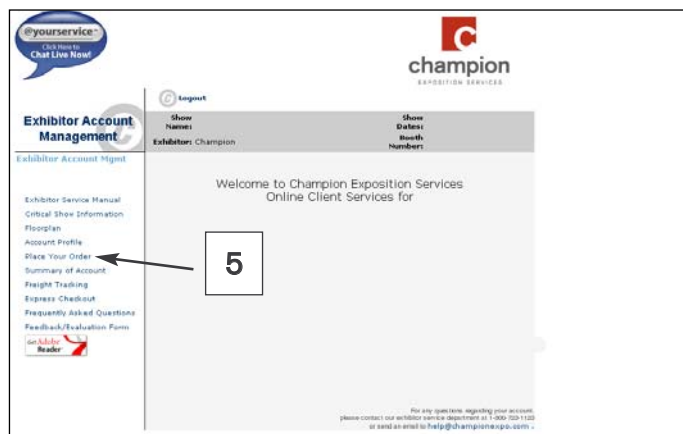 @yourservice
Click Here to
Chat Live Now!
C
champion
EXPOSITION SERVICES
C Logout
Exhibitor Account
Management
Show
Name:
Show
Dates:
Exhibitor: Champion
Booth
Number:
Exhibitor Account Mgmt
Welcome to Champion Exposition Services
Online Client Services for
Exhibitor Service Manual
Critical Show Information
Floorplan
Account Profile
Place Your Order
5
Summary of Account
Freight Tracking
Express Checkout
Frequently Asked Questions
Feedback/Evaluation Form
Get Adobe
Reader
For any questions regarding your account,
please contact our exhibitor service department at 1-800-722-1122
or send an email to help@championexpo.com .